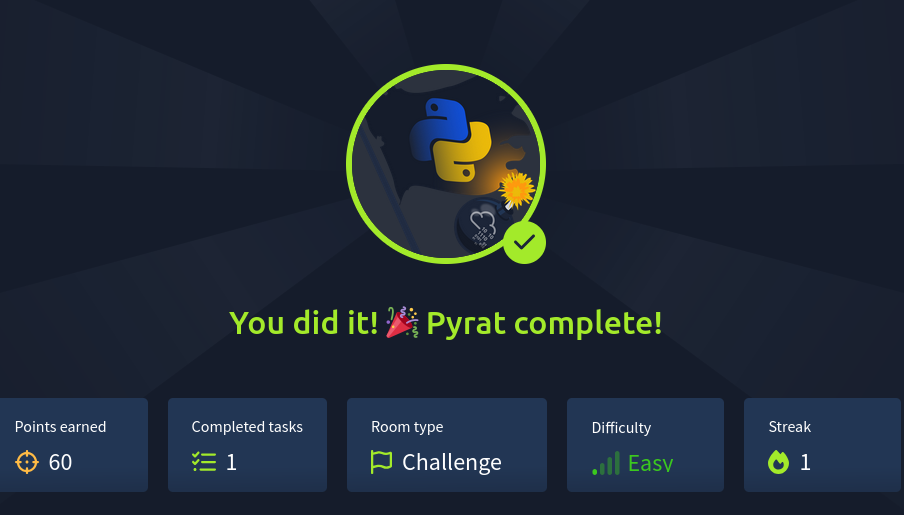 You did it! 🎉 Pyrat complete!
Points earned
60
Completed tasks
1
Room type
Challenge
Difficulty
Easy
Streak
1